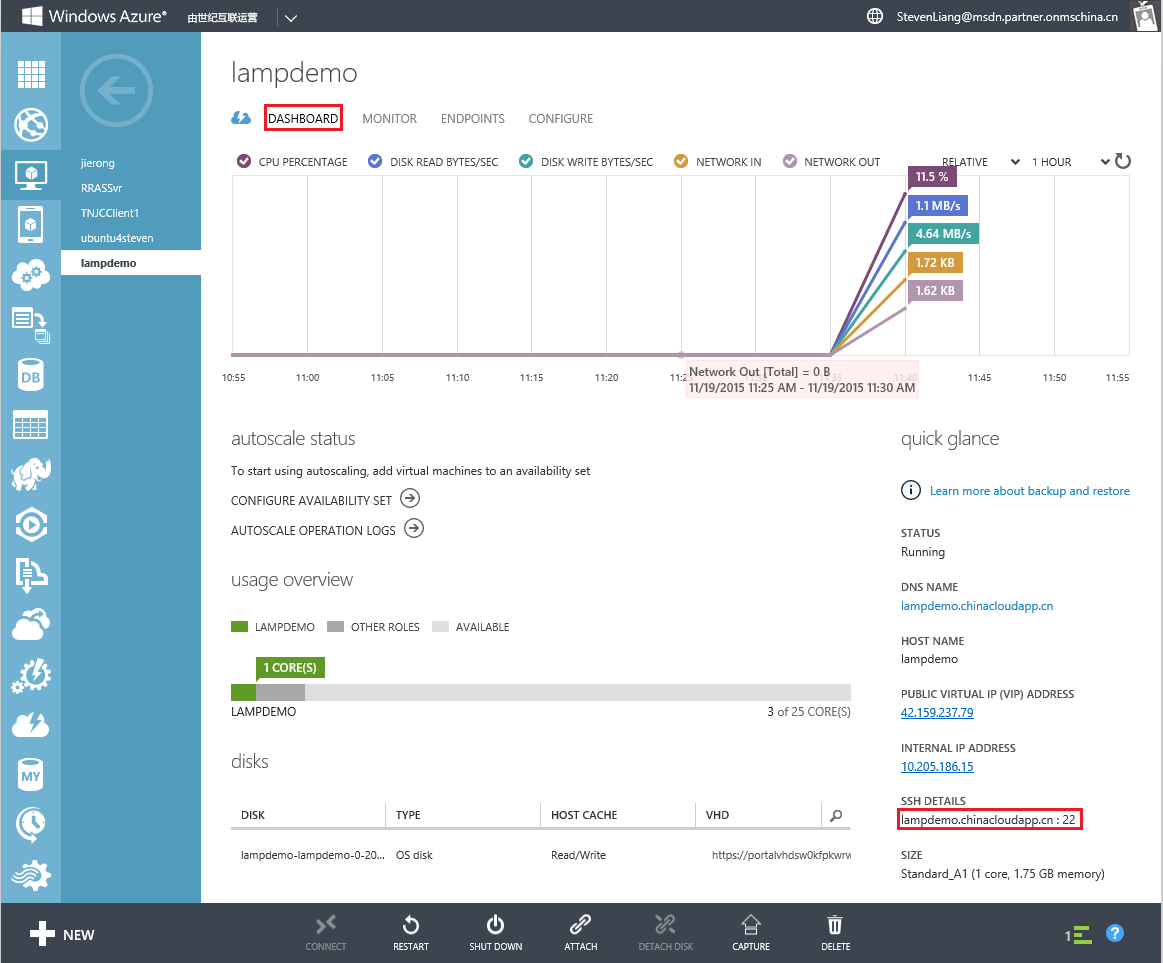 Windows Azure® 由世纪互联运营 StevenLiang@msdn.partner.onmschina.cn
lampdemo
DASHBOARD MONITOR ENDPOINTS CONFIGURE
jierong
RRASSvr
TNJCClient1
ubuntu4steven
lampdemo
DB
MY
CPU PERCENTAGE DISK READ BYTES/SEC DISK WRITE BYTES/SEC NETWORK IN NETWORK OUT RELATIVE 1 HOUR
11.5 %
1.1 MB/s
4.64 MB/s
1.72 KB
1.62 KB
10:55 11:00 11:05 11:10 11:15 11:20 11:40 11:45 11:50 11:55
Network Out [Total] = 0 B
11/19/2015 11:25 AM - 11/19/2015 11:30 AM
autoscale status
To start using autoscaling, add virtual machines to an availability set
CONFIGURE AVAILABILITY SET
AUTOSCALE OPERATION LOGS
usage overview
LAMPDEMO OTHER ROLES AVAILABLE
1 CORE(S)
LAMPDEMO 3 of 25 CORE(S)
disks
DISK TYPE HOST CACHE VHD
lampdemo-lampdemo-0-20... OS disk Read/Write https://portalvhdsw0kfpkwrw
quick glance
Learn more about backup and restore
STATUS
Running
DNS NAME
lampdemo.chinacloudapp.cn
HOST NAME
lampdemo
PUBLIC VIRTUAL IP (VIP) ADDRESS
42.159.237.79
INTERNAL IP ADDRESS
10.205.186.15
SSH DETAILS
lampdemo.chinacloudapp.cn : 22
SIZE
Standard_A1 (1 core, 1.75 GB memory)
NEW CONNECT RESTART SHUT DOWN ATTACH DETACH DISK CAPTURE DELETE 1 ?